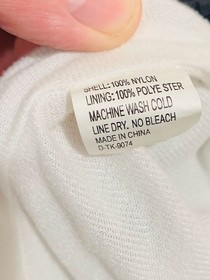 SHELL: 100% NYLON
LINING: 100% POLYE STER
MACHINE WASH COLD
LINE DRY, NO BLEACH
MADE IN CHINA
D-TK-9074